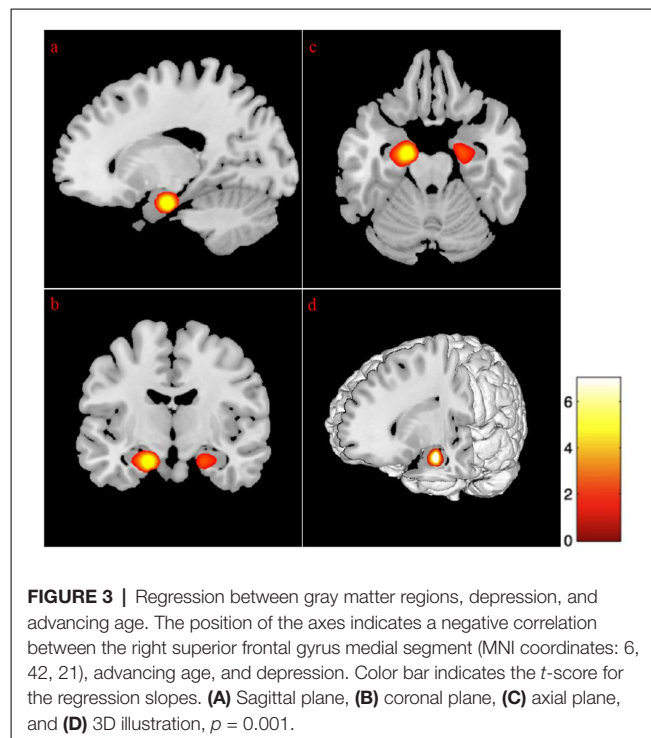 a
c
b
d
6
4
2
0
FIGURE 3 | Regression between gray matter regions, depression, and
advancing age. The position of the axes indicates a negative correlation
between the right superior frontal gyrus medial segment (MNI coordinates: 6,
42, 21), advancing age, and depression. Color bar indicates the t-score for
the regression slopes. (A) Sagittal plane, (B) coronal plane, (C) axial plane,
and (D) 3D illustration, p = 0.001.